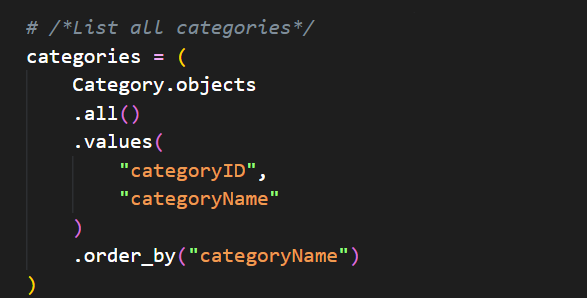 # /*List all categories*/
categories = (
    Category.objects
    .all()
    .values(
        "categoryID",
        "categoryName"
    )
    .order_by("categoryName")
)